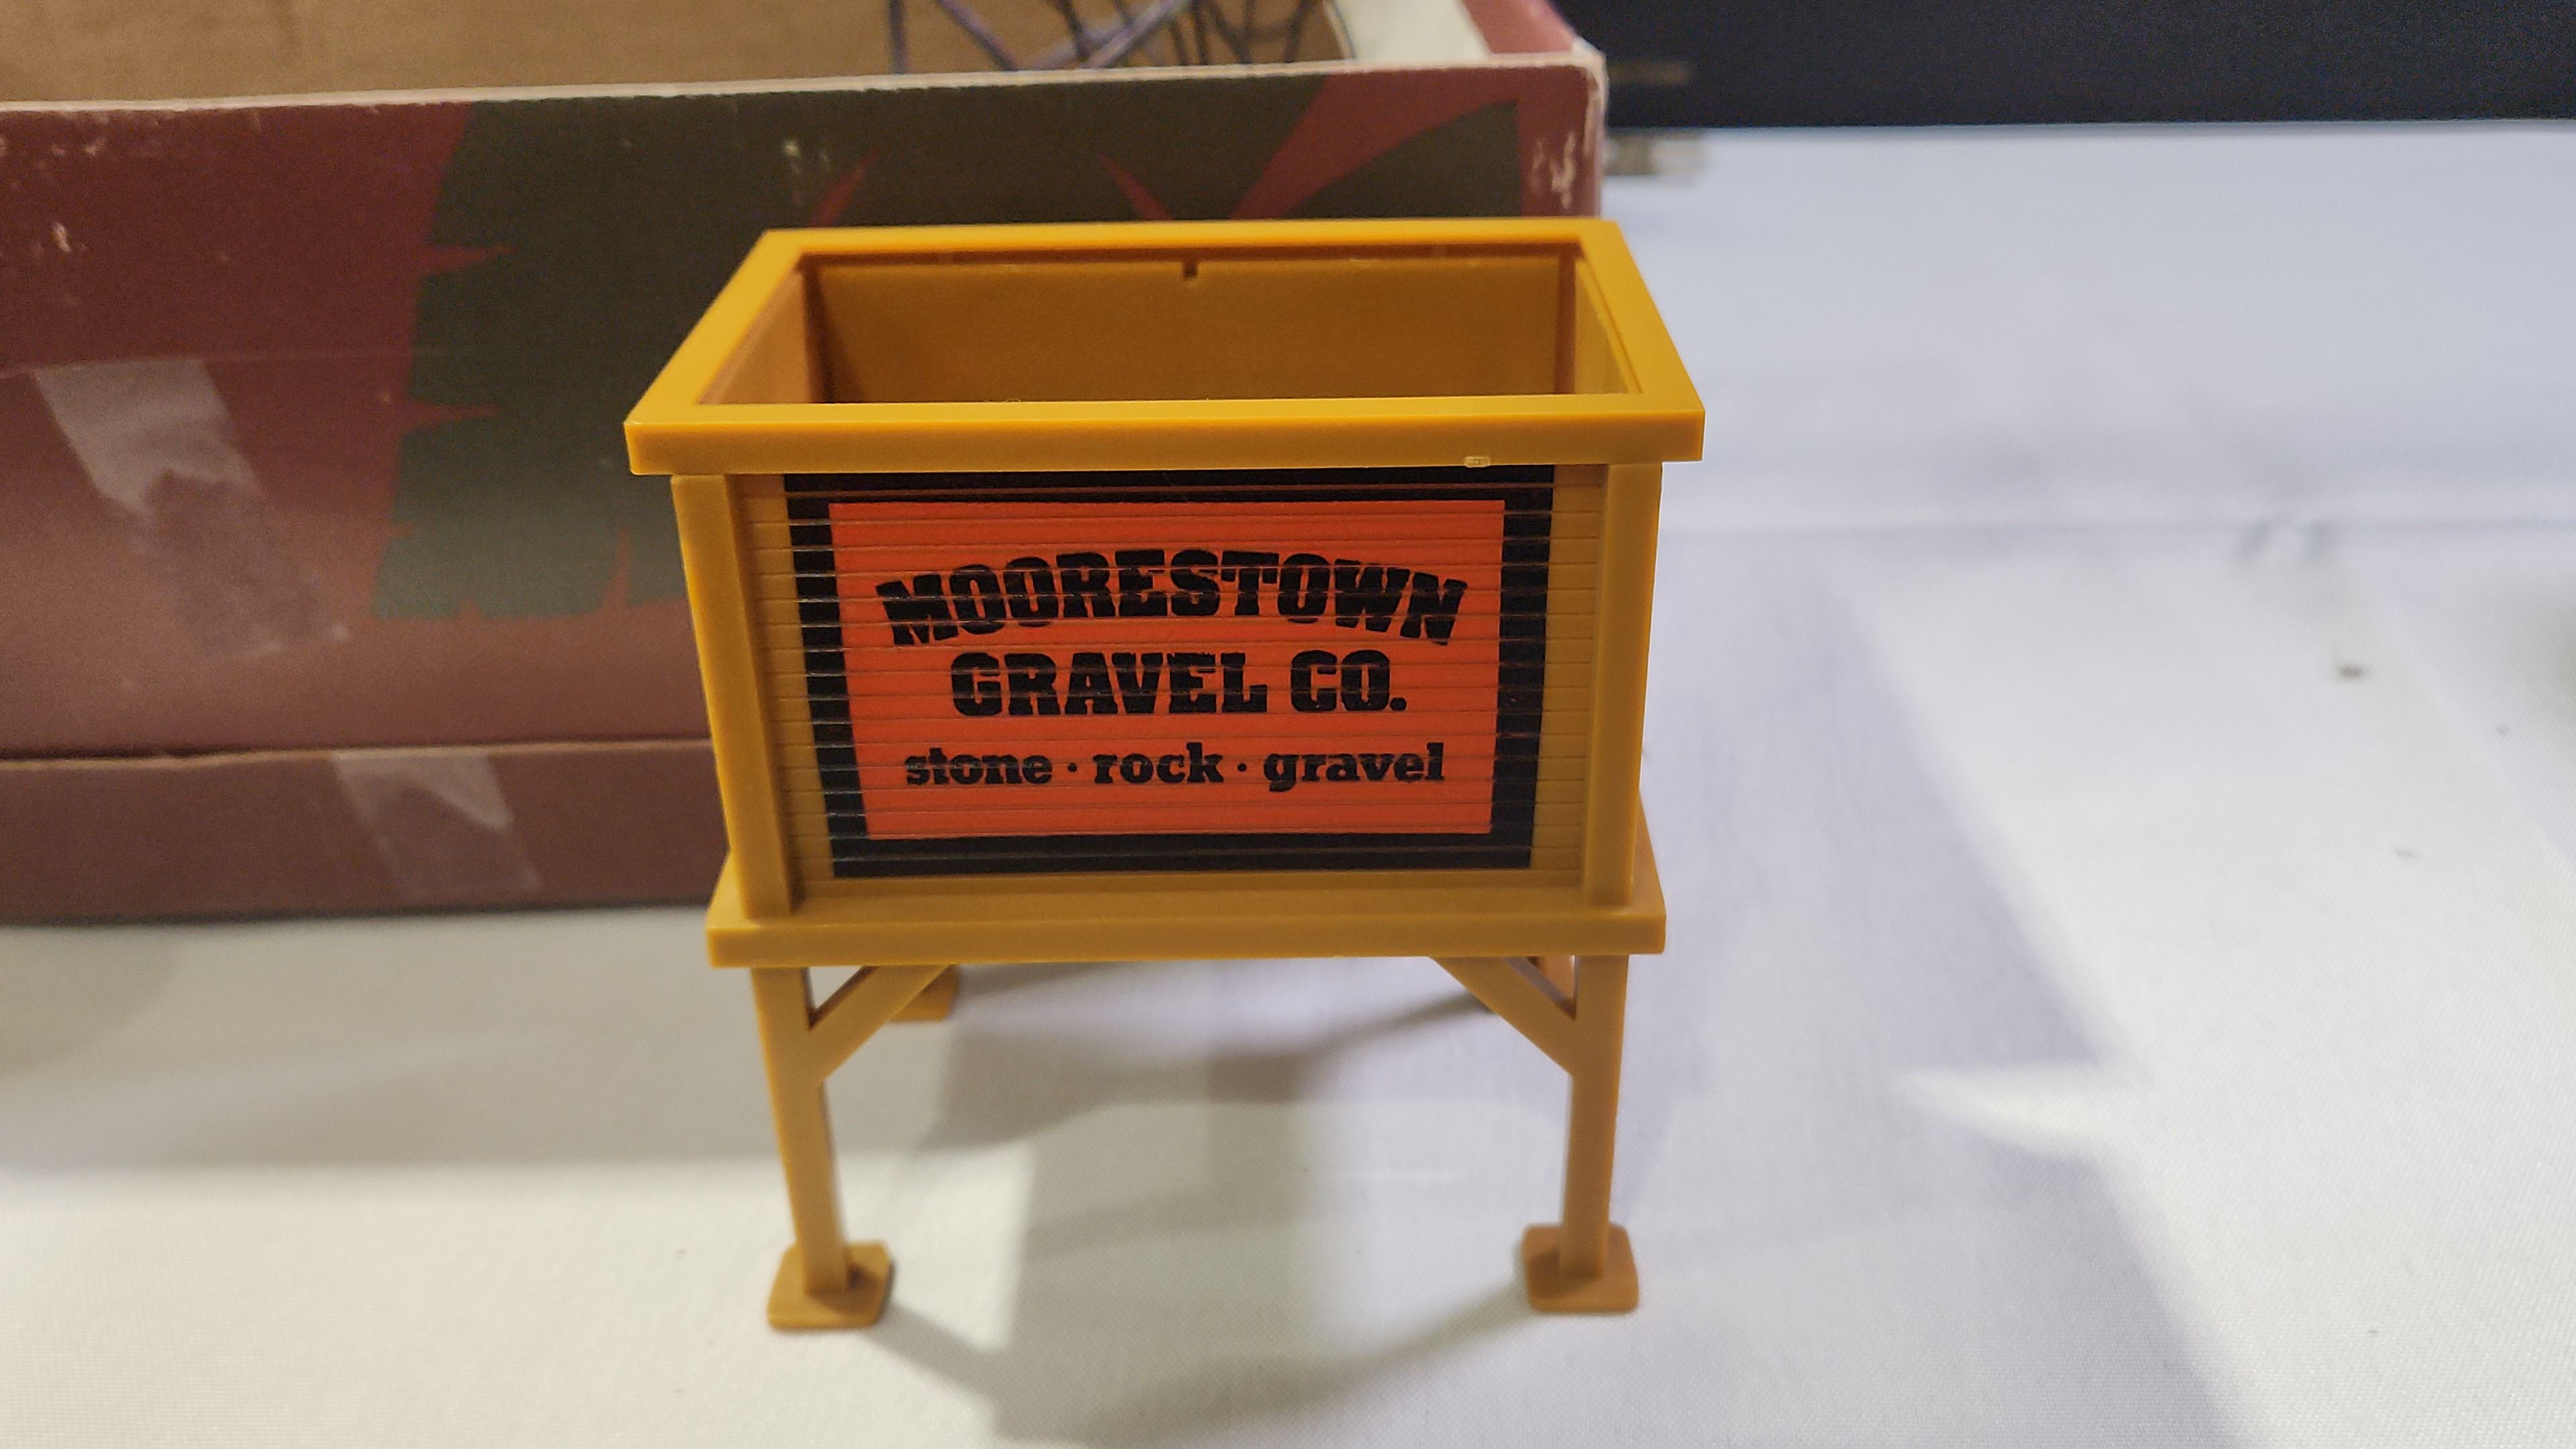 MOORESTOWN
GRAVEL CO.
stone · rock · gravel